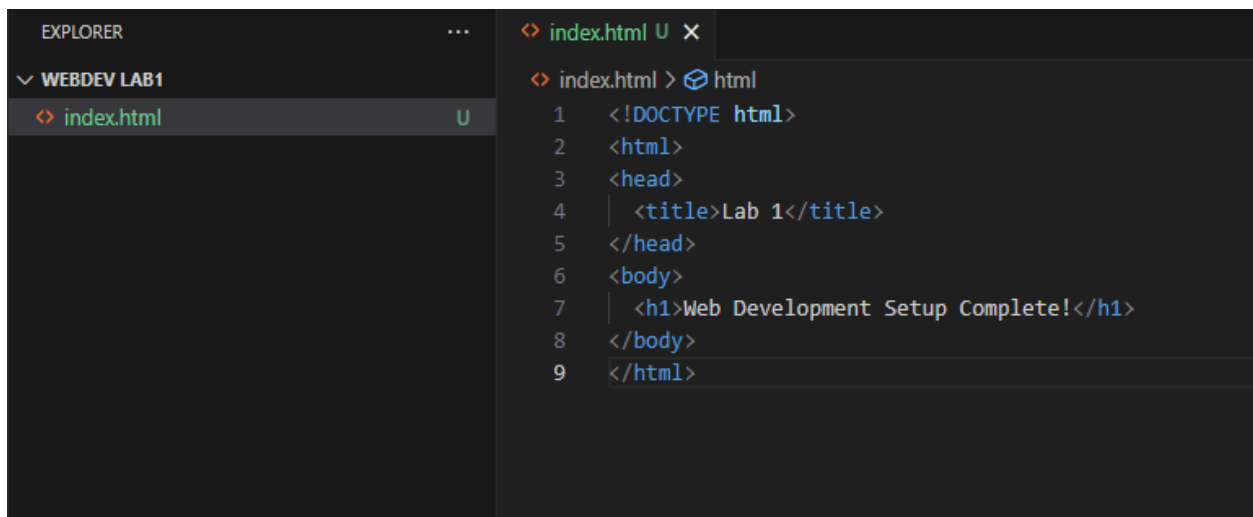 EXPLORER ...
WEBDEV LAB1
index.html U
index.html U
index.html > html
1 <!DOCTYPE html>
2 <html>
3 <head>
4 <title>Lab 1</title>
5 </head>
6 <body>
7 <h1>Web Development Setup Complete!</h1>
8 </body>
9 </html>